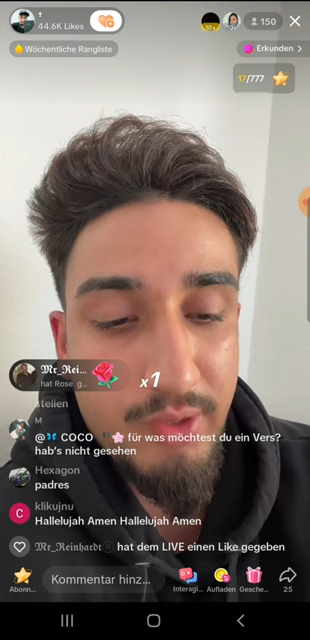 †
44.6K Likes
150
Wöchentliche Rangliste
Erkunden >
17/777
𝕸𝖗_𝕽𝖊𝖎...
hat Rose g...
x1
steiien
M
@🦋 COCO 🌸 für was möchtest du ein Vers?
hab's nicht gesehen
Hexagon
padres
C
klikujnu
Hallelujah Amen Hallelujah Amen
𝕸𝖗_𝕽𝖊𝖎𝖓𝖍𝖆𝖗𝖉𝖙 hat dem LIVE einen Like gegeben
Abonn...
Kommentar hinz...
Interagi...
Aufladen
Gesche...
25